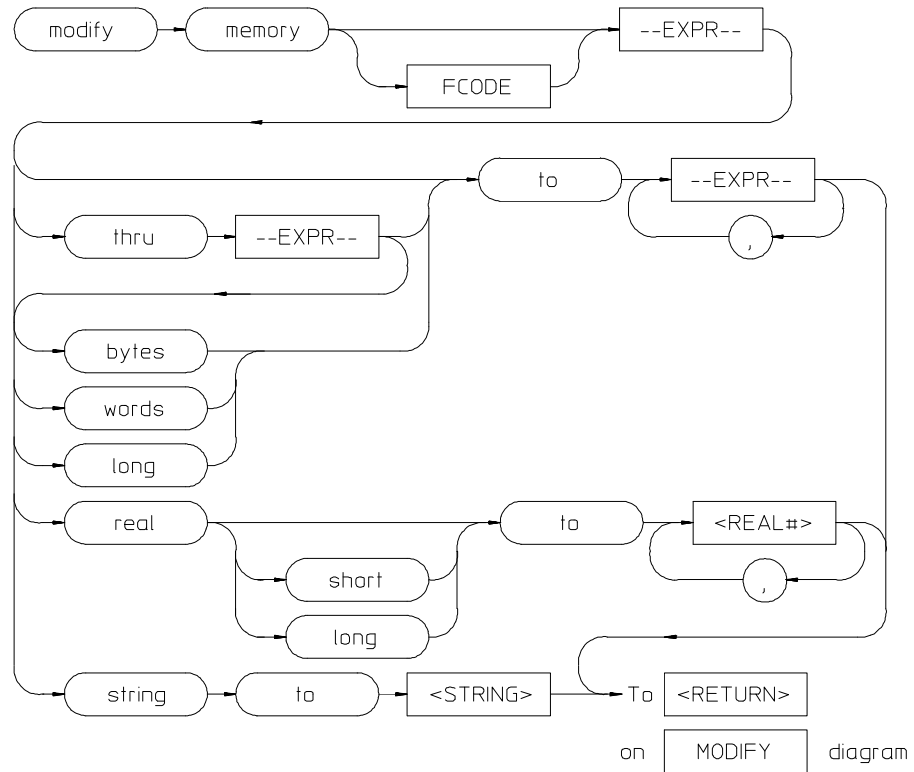 modify memory --EXPR--
FCODE
to --EXPR--
thru --EXPR-- ,
bytes
words
long
real to <REAL#>
short ,
long
string to <STRING> To <RETURN>
on MODIFY diagram